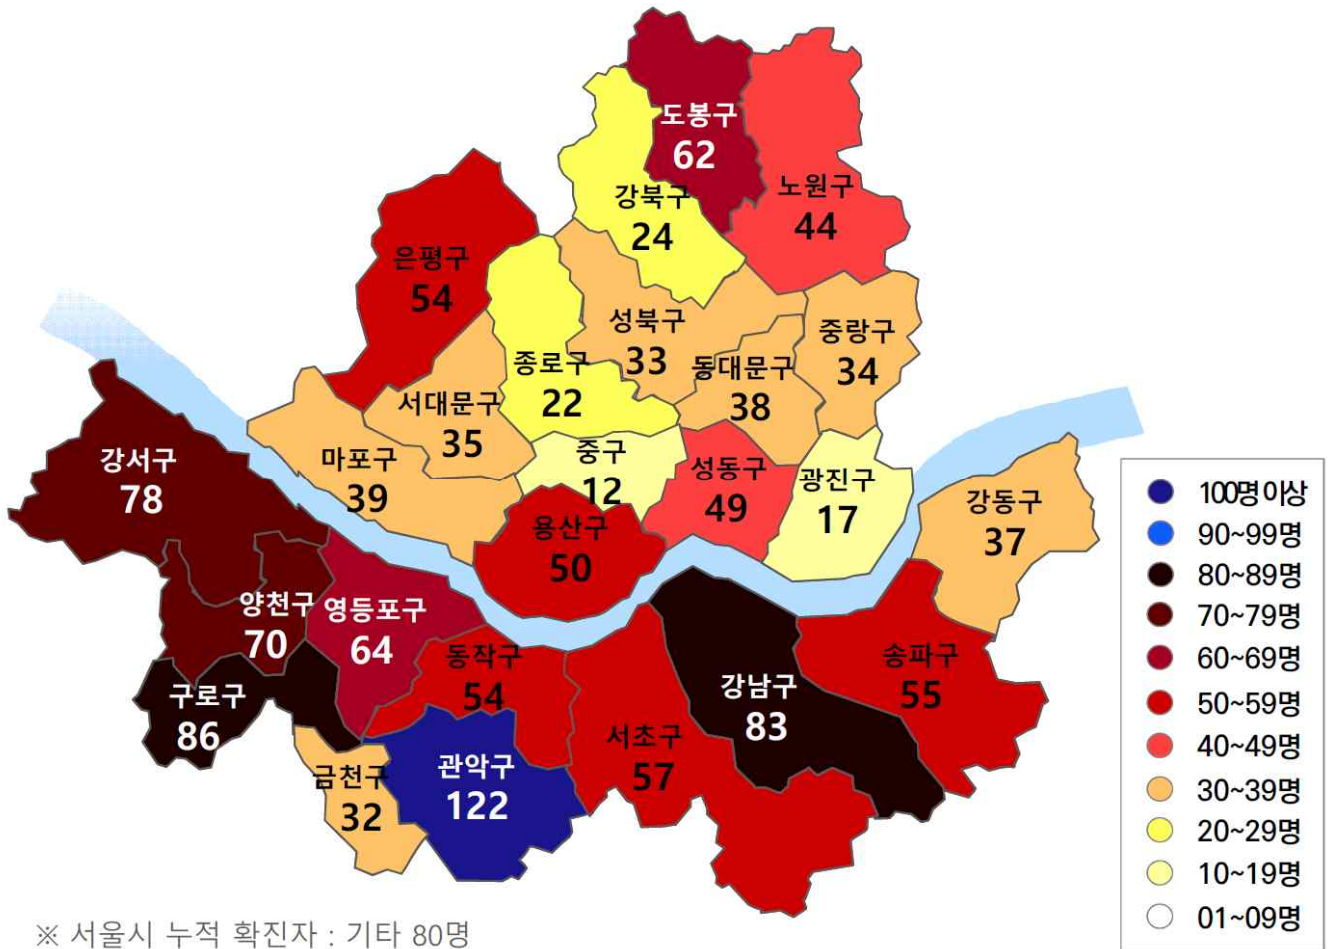 도봉구
62
노원구
44
강북구
24
은평구
54
성북구
33
중랑구
34
종로구
22
동대문구
38
서대문구
35
강서구
78
마포구
39
중구
12
성동구
49
광진구
17
강동구
37
용산구
50
양천구
70
영등포구
64
동작구
54
송파구
55
구로구
86
강남구
83
서초구
57
금천구
32
관악구
122
100명이상
90~99명
80~89명
70~79명
60~69명
50~59명
40~49명
30~39명
20~29명
10~19명
01~09명
※ 서울시 누적 확진자 : 기타 80명